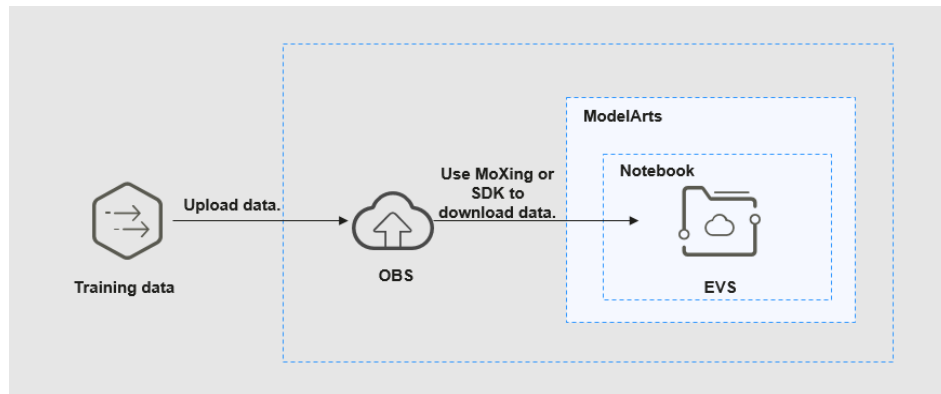 ModelArts
Notebook
Use MoXing or
SDK to
download data.
Upload data.
OBS
EVS
Training data